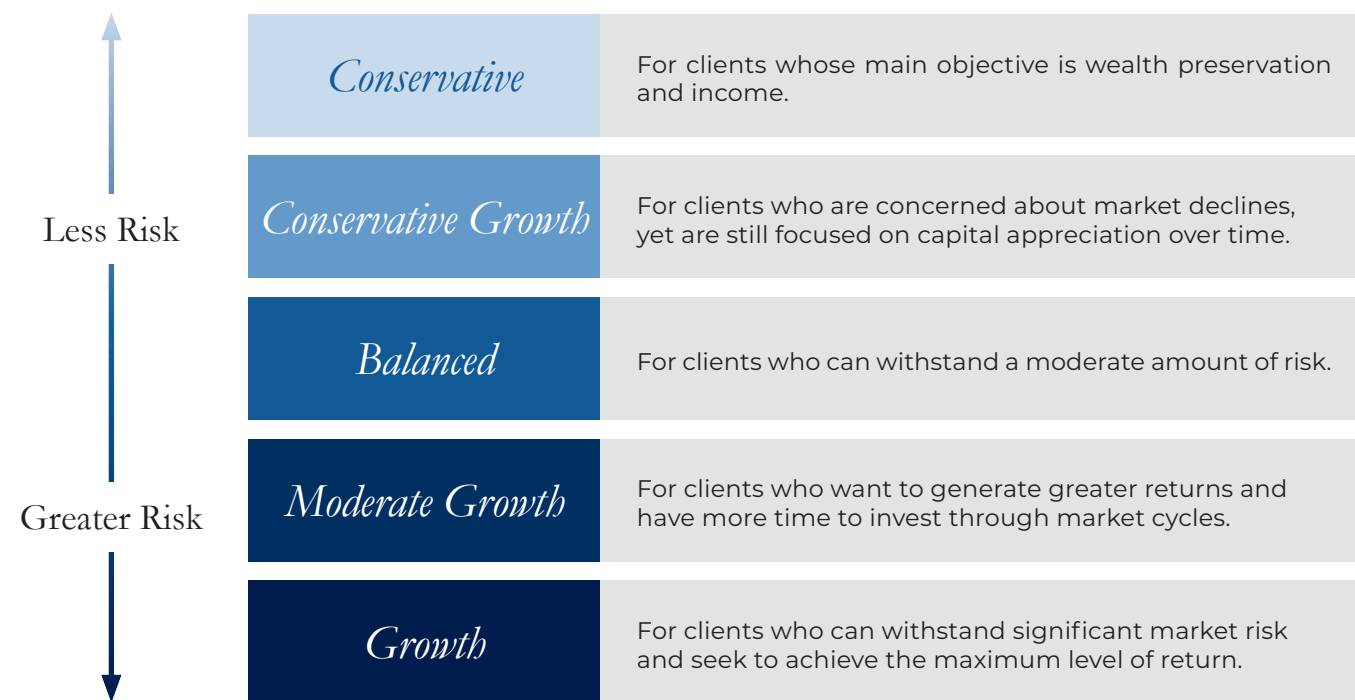 Conservative
For clients whose main objective is wealth preservation
and income.
Less Risk
Conservative Growth
For clients who are concerned about market declines,
yet are still focused on capital appreciation over time.
Balanced
For clients who can withstand a moderate amount of risk.
Greater Risk
Moderate Growth
For clients who want to generate greater returns and
have more time to invest through market cycles.
Growth
For clients who can withstand significant market risk
and seek to achieve the maximum level of return.